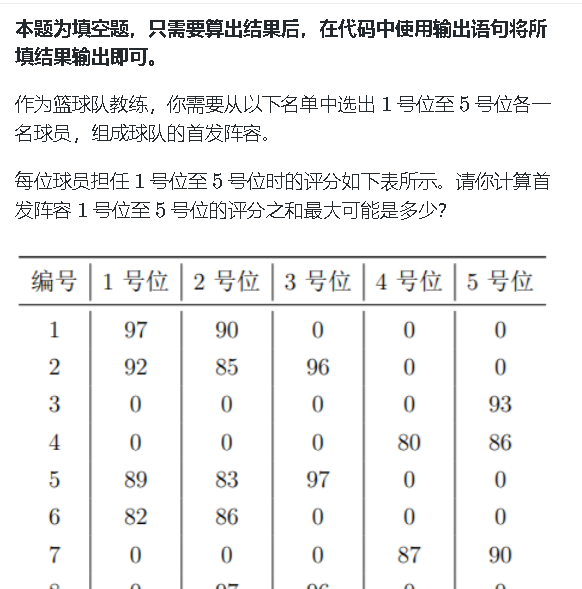 本题为填空题，只需要算出结果后，在代码中使用输出语句将所
填结果输出即可。
作为篮球队教练，你需要从以下名单中选出 1 号位至 5 号位各一
名球员，组成球队的首发阵容。
每位球员担任 1 号位至 5 号位时的评分如下表所示。请你计算首
发阵容 1 号位至 5 号位的评分之和最大可能是多少？
编号 1 号位 2 号位 3 号位 4 号位 5 号位
1 97 90 0 0 0
2 92 85 96 0 0
3 0 0 0 0 93
4 0 0 0 80 86
5 89 83 97 0 0
6 82 86 0 0 0
7 0 0 0 87 90